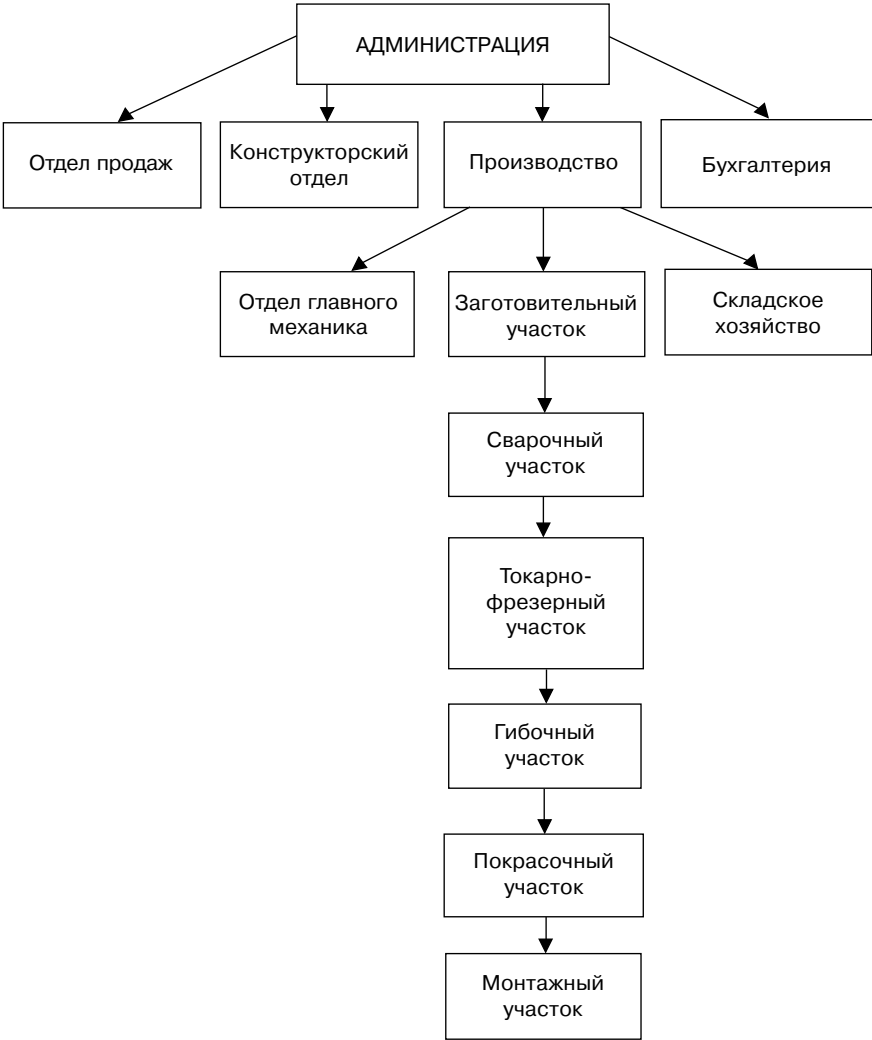 АДМИНИСТРАЦИЯ
Отдел продаж
Конструкторский
отдел
Производство
Бухгалтерия
Отдел главного
механика
Заготовительный
участок
Складское
хозяйство
Сварочный
участок
Токарно-
фрезерный
участок
Гибочный
участок
Покрасочный
участок
Монтажный
участок